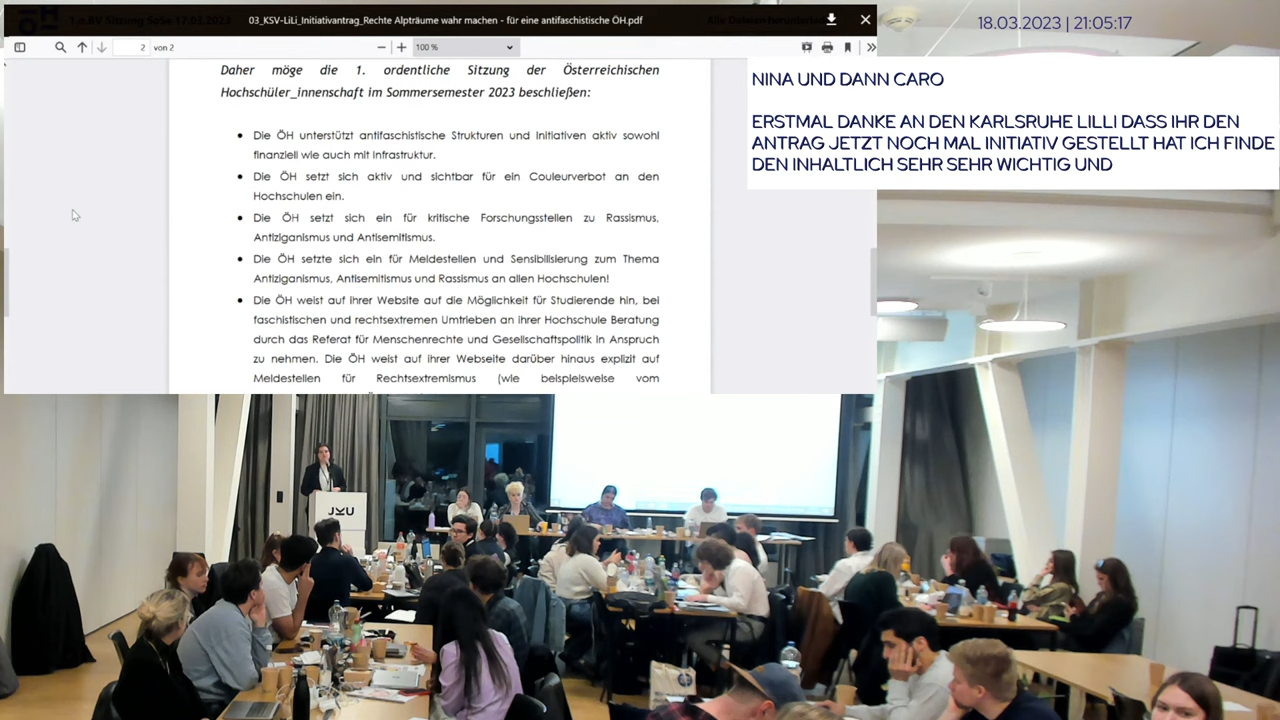 1.o.BV Sitzung SoSe 17.03.2023
03_KSV-LiLi_Initiativantrag_Rechte Alpträume wahr machen - für eine antifaschistische ÖH.pdf
18.03.2023 | 21:05:17
2 von 2
100 %
Daher möge die 1. ordentliche Sitzung der Österreichischen
Hochschüler_innenschaft im Sommersemester 2023 beschließen:
• Die ÖH unterstützt antifaschistische Strukturen und Initiativen aktiv sowohl
finanziell wie auch mit Infrastruktur.
• Die ÖH setzt sich aktiv und sichtbar für ein Couleurverbot an den
Hochschulen ein.
• Die ÖH setzt sich ein für kritische Forschungsstellen zu Rassismus,
Antiziganismus und Antisemitismus.
• Die ÖH setzte sich ein für Meldestellen und Sensibilisierung zum Thema
Antiziganismus, Antisemitismus und Rassismus an allen Hochschulen!
• Die ÖH weist auf ihrer Website auf die Möglichkeit für Studierende hin, bei
faschistischen und rechtsextremen Umtrieben an ihrer Hochschule Beratung
durch das Referat für Menschenrechte und Gesellschaftspolitik in Anspruch
zu nehmen. Die ÖH weist auf ihrer Webseite darüber hinaus explizit auf
Meldestellen für Rechtsextremismus (wie beispielsweise vom
NINA UND DANN CARO
ERSTMAL DANKE AN DEN KARLSRUHE LILLI DASS IHR DEN
ANTRAG JETZT NOCH MAL INITIATIV GESTELLT HAT ICH FINDE
DEN INHALTLICH SEHR SEHR WICHTIG UND
JKU